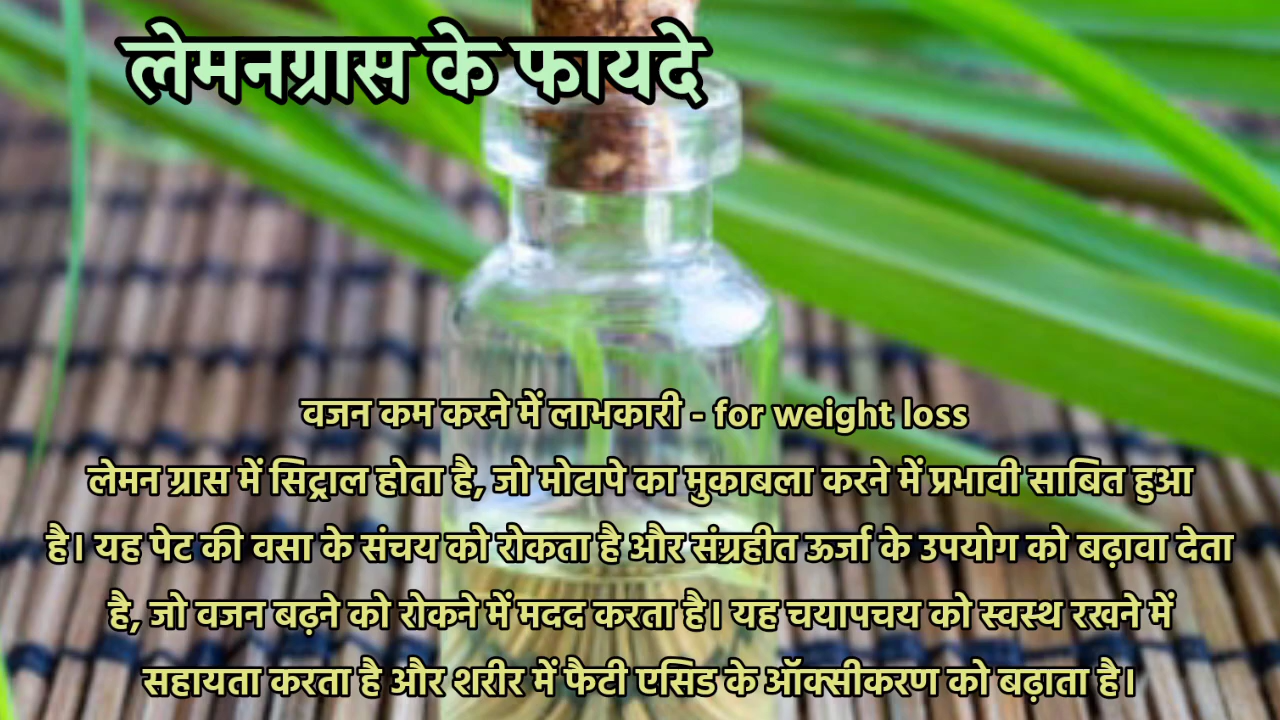 लेमनग्रास के फायदे
वजन कम करने में लाभकारी - for weight loss
लेमन ग्रास में सिट्राल होता है, जो मोटापे का मुकाबला करने में प्रभावी साबित हुआ
है। यह पेट की वसा के संचय को रोकता है और संग्रहीत ऊर्जा के उपयोग को बढ़ावा देता
है, जो वजन बढ़ने को रोकने में मदद करता है। यह चयापचय को स्वस्थ रखने में
सहायता करता है और शरीर में फैटी एसिड के ऑक्सीकरण को बढ़ाता है।